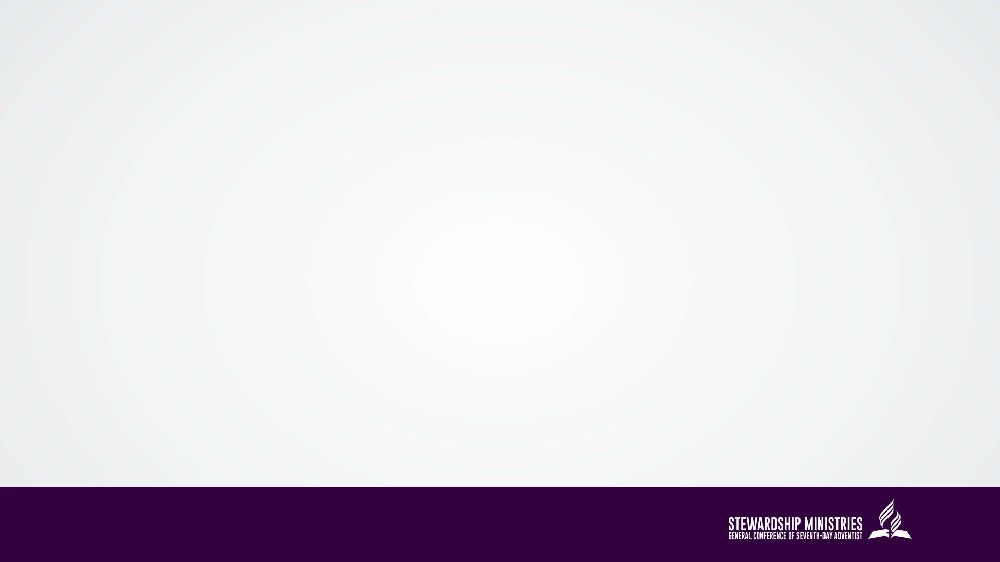 STEWARDSHIP MINISTRIES
GENERAL CONFERENCE OF SEVENTH-DAY ADVENTIST